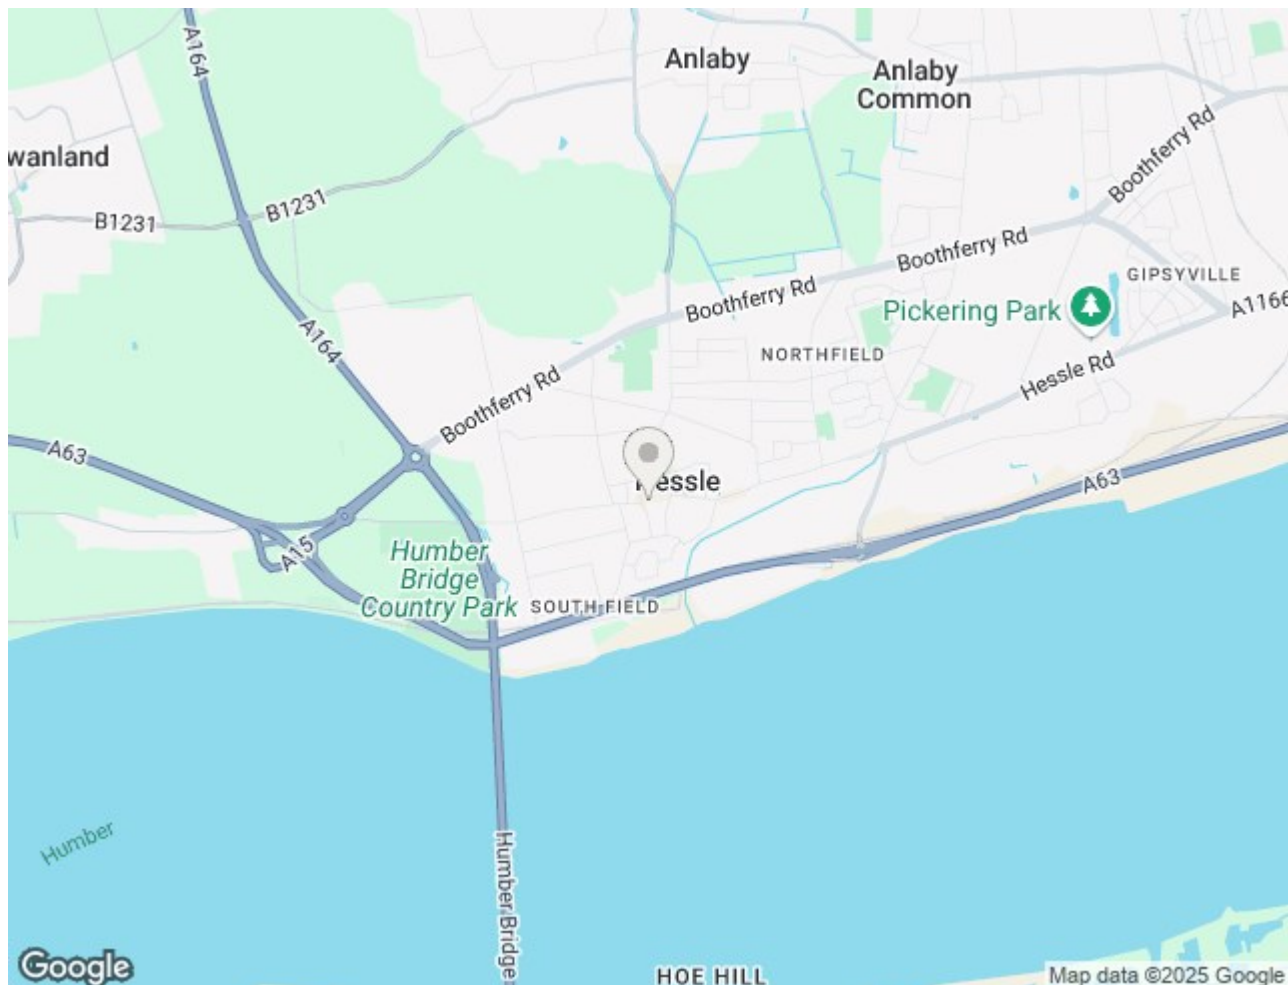 A164
Anlaby
Anlaby
Common
wanland
B1231
B1231
Boothferry Rd
Boothferry Rd
Boothferry Rd
GIPSYVILLE
Pickering Park
A1166
A164
NORTHFIELD
Hessle Rd
Boothferry Rd
A63
essle
A63
A15
Humber
Bridge
Country Park
SOUTH FIELD
Humber
Humber Bridge
Google
HOE HILL
Map data ©2025 Google